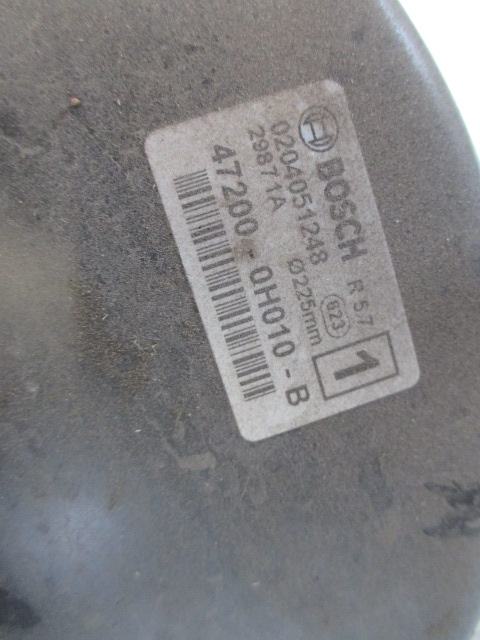 BOSCH R 57
0204051248 623
29871A Ø225mm
1
47200-0H010-B